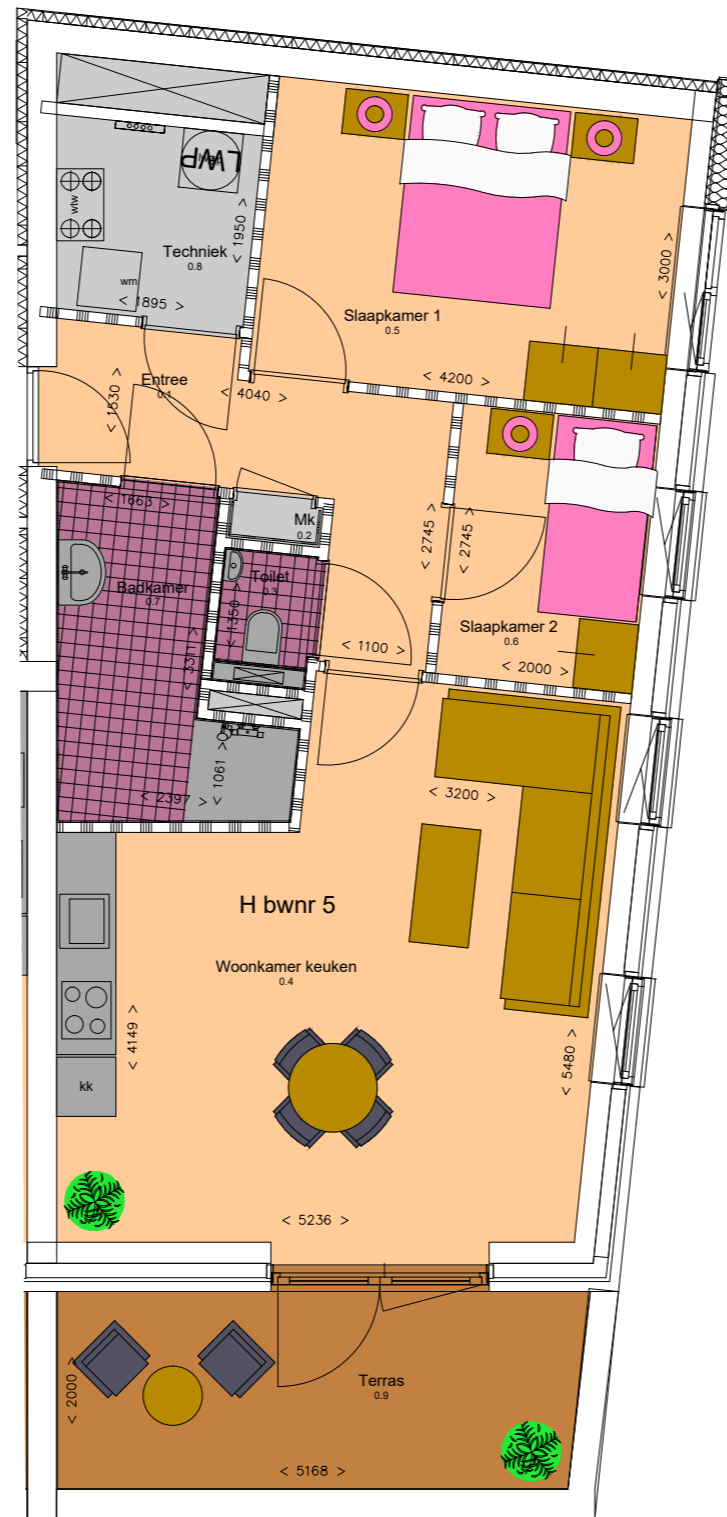 LWP
wtw
Techniek
0.8
< 1950 >
wm
< 1895 >
Slaapkamer 1
0.5
< 3000 >
< 4200 >
Entree
0.1
< 1530 >
< 4040 >
< 1663 >
Mk
0.2
< 2745 >
< 2745 >
Badkamer
0.7
Toilet
0.3
< 1350 >
< 3311 >
< 1100 >
Slaapkamer 2
0.6
< 2000 >
< 1061 >
< 2397 >
< 3200 >
H bwnr 5
Woonkamer keuken
0.4
< 4149 >
< 5480 >
kk
< 5236 >
Terras
0.9
< 2000 >
< 5168 >